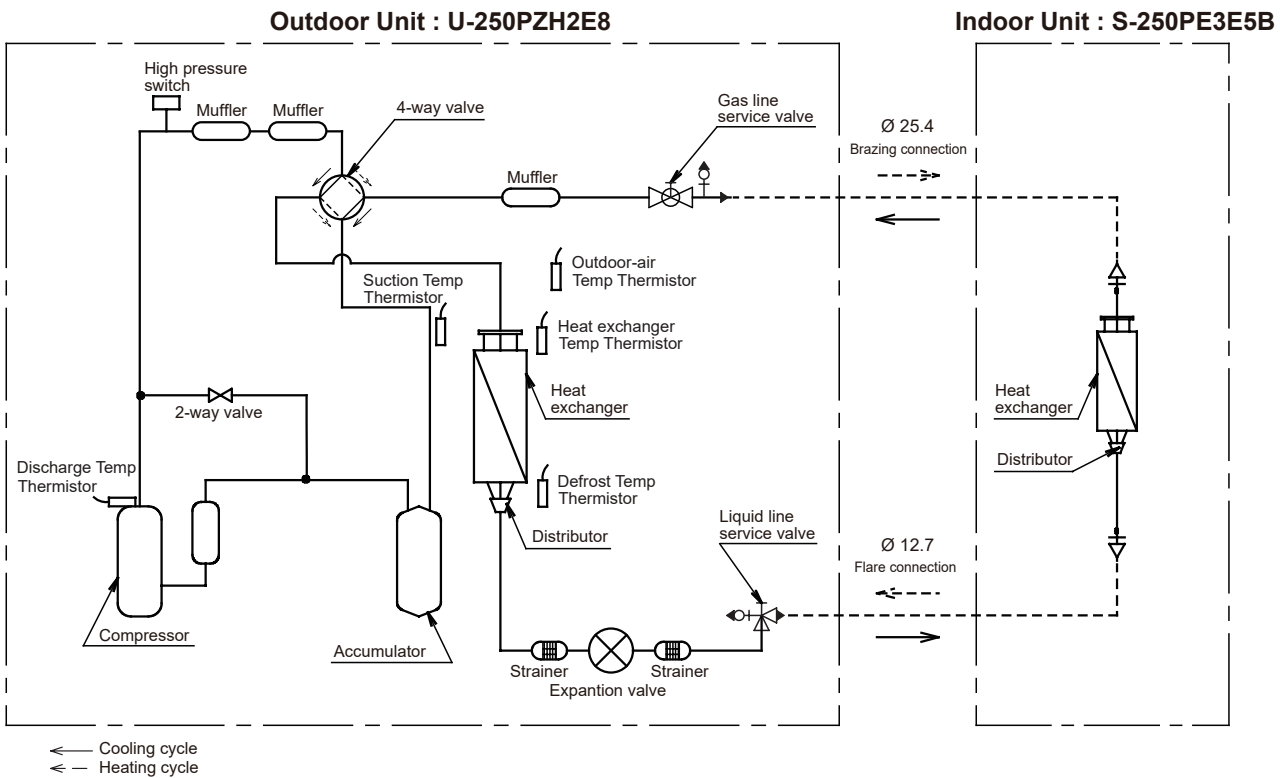 Outdoor Unit : U-250PZH2E8
Indoor Unit : S-250PE3E5B
High pressure
switch
Muffler
Muffler
4-way valve
Gas line
service valve
Ø 25.4
Brazing connection
Muffler
Outdoor-air
Temp Thermistor
Suction Temp
Thermistor
Heat exchanger
Temp Thermistor
Heat
exchanger
Heat
exchanger
2-way valve
Distributor
Discharge Temp
Thermistor
Defrost Temp
Thermistor
Distributor
Liquid line
service valve
Ø 12.7
Flare connection
Compressor
Accumulator
Strainer
Strainer
Expantion valve
Cooling cycle
Heating cycle